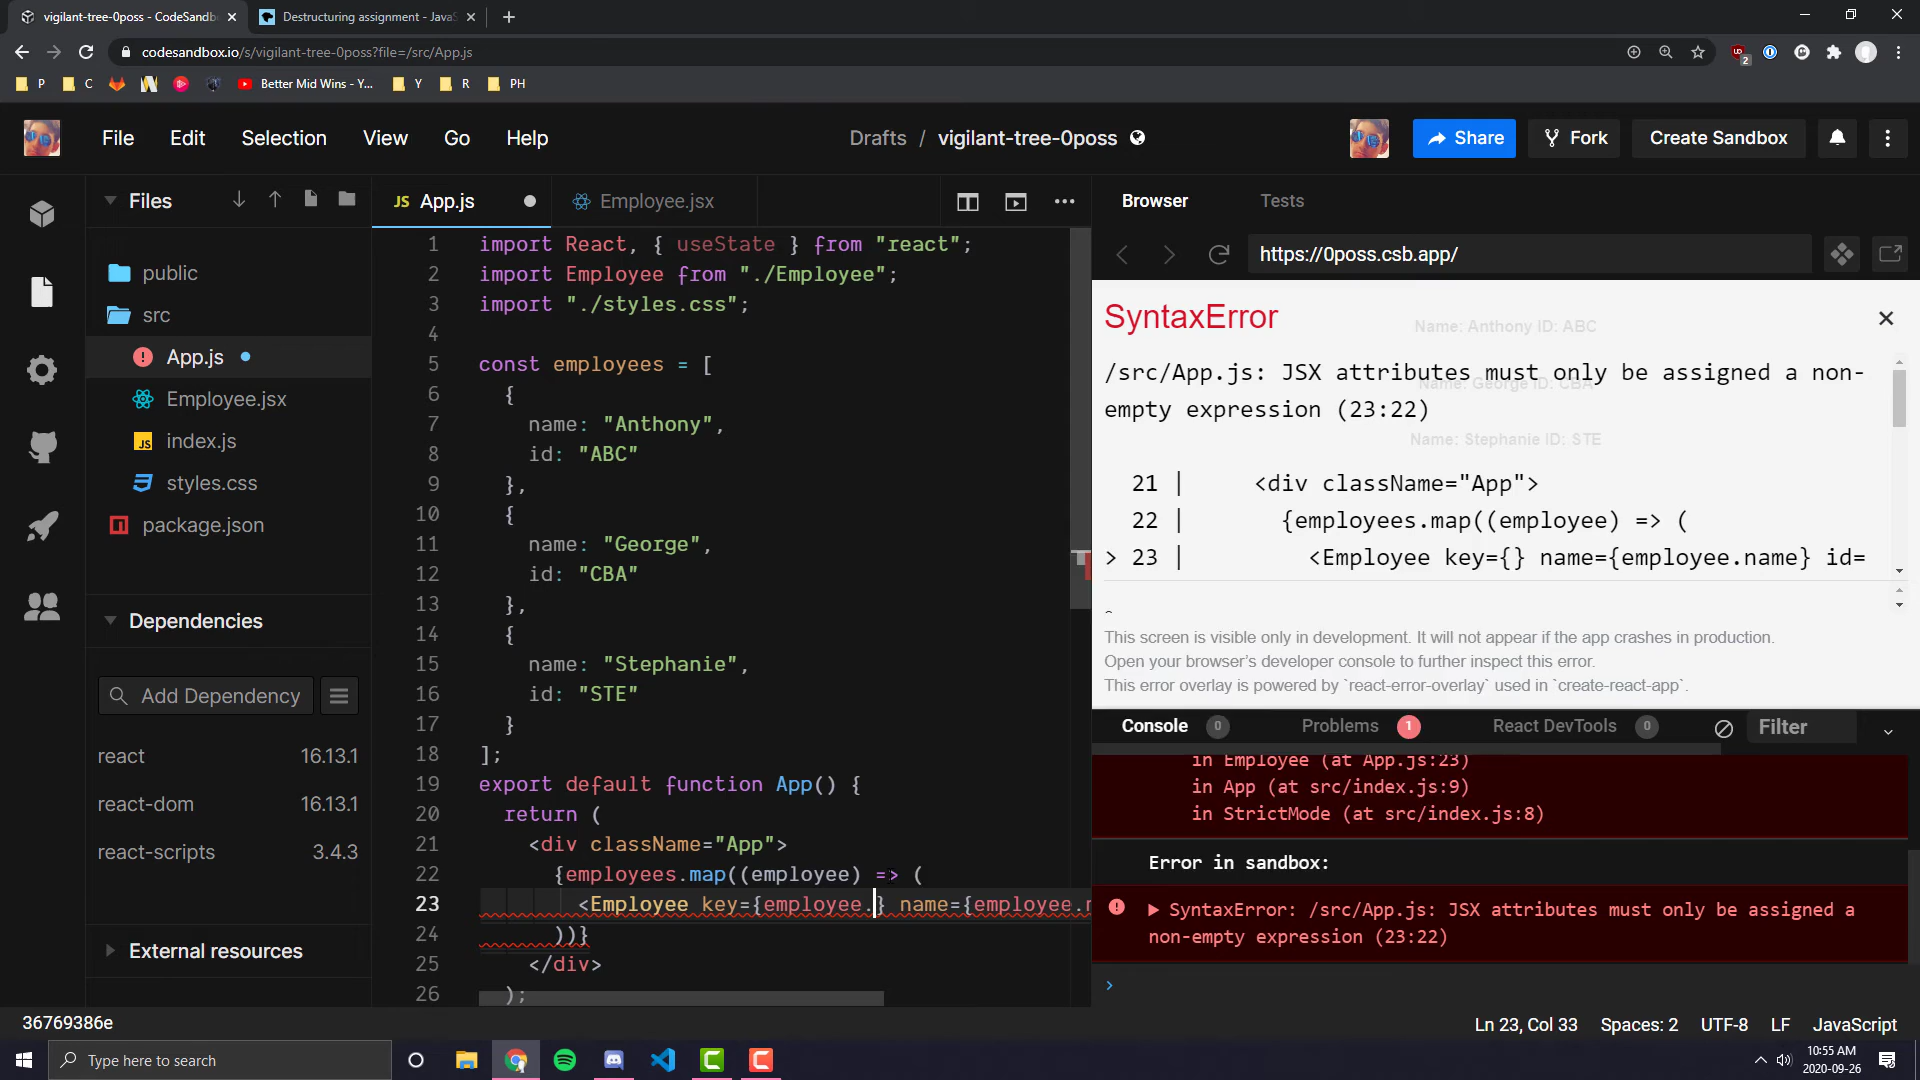 vigilant-tree-0poss - CodeSandb
Destructuring assignment - JavaS
codesandbox.io/s/vigilant-tree-0poss?file=/src/App.js
P C Better Mid Wins - Y... Y R PH
File Edit Selection View Go Help
Drafts / vigilant-tree-0poss
Share Fork Create Sandbox
Files
public
src
App.js
Employee.jsx
index.js
styles.css
package.json
Dependencies
Add Dependency
react 16.13.1
react-dom 16.13.1
react-scripts 3.4.3
External resources
36769386e
JS App.js Employee.jsx
1 import React, { useState } from "react";
2 import Employee from "./Employee";
3 import "./styles.css";
4
5 const employees = [
6 {
7 name: "Anthony",
8 id: "ABC"
9 },
10 {
11 name: "George",
12 id: "CBA"
13 },
14 {
15 name: "Stephanie",
16 id: "STE"
17 }
18 ];
19 export default function App() {
20 return (
21 <div className="App">
22 {employees.map((employee) => (
23 <Employee key={employee.} name={employee.n
24 ))}
25 </div>
26 );
Browser Tests
https://0poss.csb.app/
SyntaxError
Name: Anthony ID: ABC
/src/App.js: JSX attributes must only be assigned a non-
Name: George ID: CBA
empty expression (23:22)
Name: Stephanie ID: STE
21 | <div className="App">
22 | {employees.map((employee) => (
> 23 | <Employee key={} name={employee.name} id=
This screen is visible only in development. It will not appear if the app crashes in production.
Open your browser's developer console to further inspect this error.
This error overlay is powered by `react-error-overlay` used in `create-react-app`.
Console 0 Problems 1 React DevTools 0 Filter
in Employee (at App.js:23)
in App (at src/index.js:9)
in StrictMode (at src/index.js:8)
Error in sandbox:
SyntaxError: /src/App.js: JSX attributes must only be assigned a
non-empty expression (23:22)
Ln 23, Col 33 Spaces: 2 UTF-8 LF JavaScript
Type here to search
10:55 AM
2020-09-26